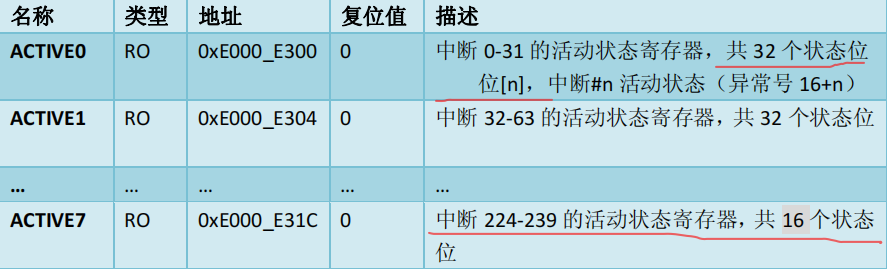 名称 类型 地址 复位值 描述
ACTIVE0 RO 0xE000_E300 0 中断 0-31 的活动状态寄存器，共 32 个状态位
位[n]，中断#n 活动状态（异常号 16+n）
ACTIVE1 RO 0xE000_E304 0 中断 32-63 的活动状态寄存器，共 32 个状态位
… … … … …
ACTIVE7 RO 0xE000_E31C 0 中断 224-239 的活动状态寄存器，共 16 个状态
位